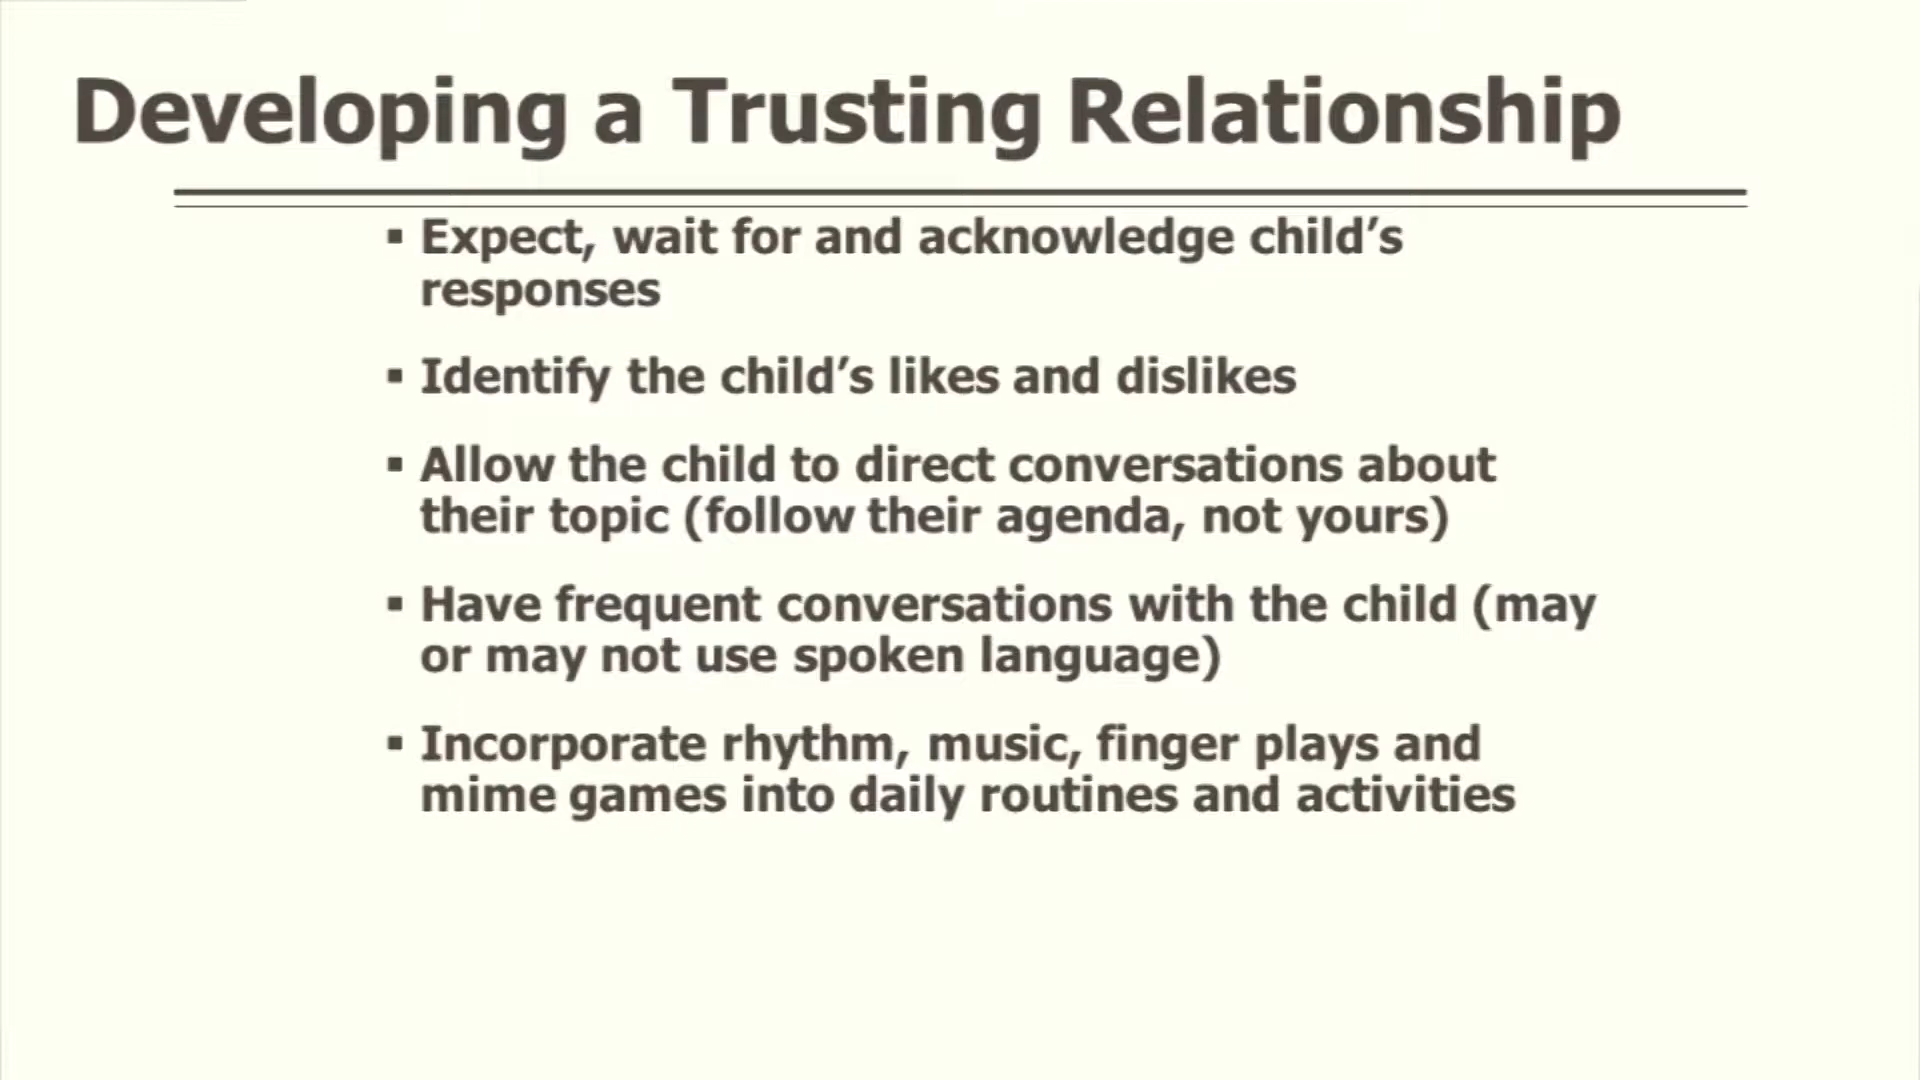 Developing a Trusting Relationship
▪ Expect, wait for and acknowledge child’s
responses
▪ Identify the child’s likes and dislikes
▪ Allow the child to direct conversations about
their topic (follow their agenda, not yours)
▪ Have frequent conversations with the child (may
or may not use spoken language)
▪ Incorporate rhythm, music, finger plays and
mime games into daily routines and activities